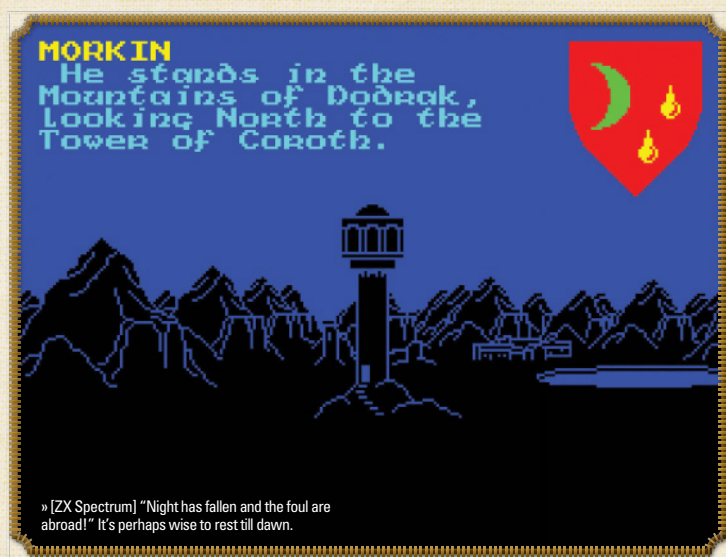 MORKIN
He stands in the
Mountains of Dodrak,
looking North to the
Tower of Coroth.
» [ZX Spectrum] “Night has fallen and the foul are
abroad!” It’s perhaps wise to rest till dawn.